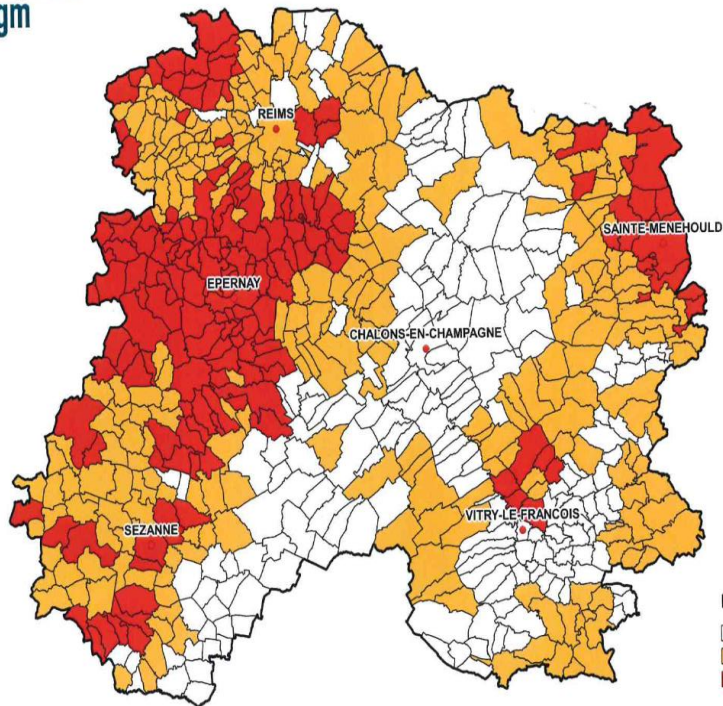 gm
REIMS
SAINTE-MENEHOULD
EPERNAY
CHALONS-EN-CHAMPAGNE
VITRY-LE-FRANCOIS
SEZANNE